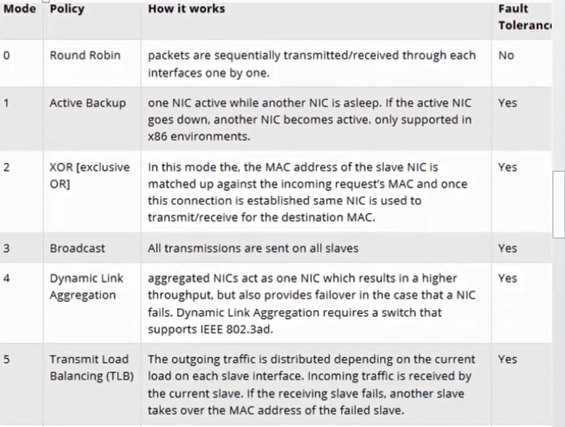 Mode Policy How it works Fault Tolerance
0 Round Robin packets are sequentially transmitted/received through each No
interfaces one by one.
1 Active Backup one NIC active while another NIC is asleep. If the active NIC Yes
goes down, another NIC becomes active. only supported in
x86 environments.
2 XOR [exclusive In this mode the, the MAC address of the slave NIC is Yes
OR] matched up against the incoming request's MAC and once
this connection is established same NIC is used to
transmit/receive for the destination MAC.
3 Broadcast All transmissions are sent on all slaves Yes
4 Dynamic Link aggregated NICs act as one NIC which results in a higher Yes
Aggregation throughput, but also provides failover in the case that a NIC
fails. Dynamic Link Aggregation requires a switch that
supports IEEE 802.3ad.
5 Transmit Load The outgoing traffic is distributed depending on the current Yes
Balancing (TLB) load on each slave interface. Incoming traffic is received by
the current slave. If the receiving slave fails, another slave
takes over the MAC address of the failed slave.